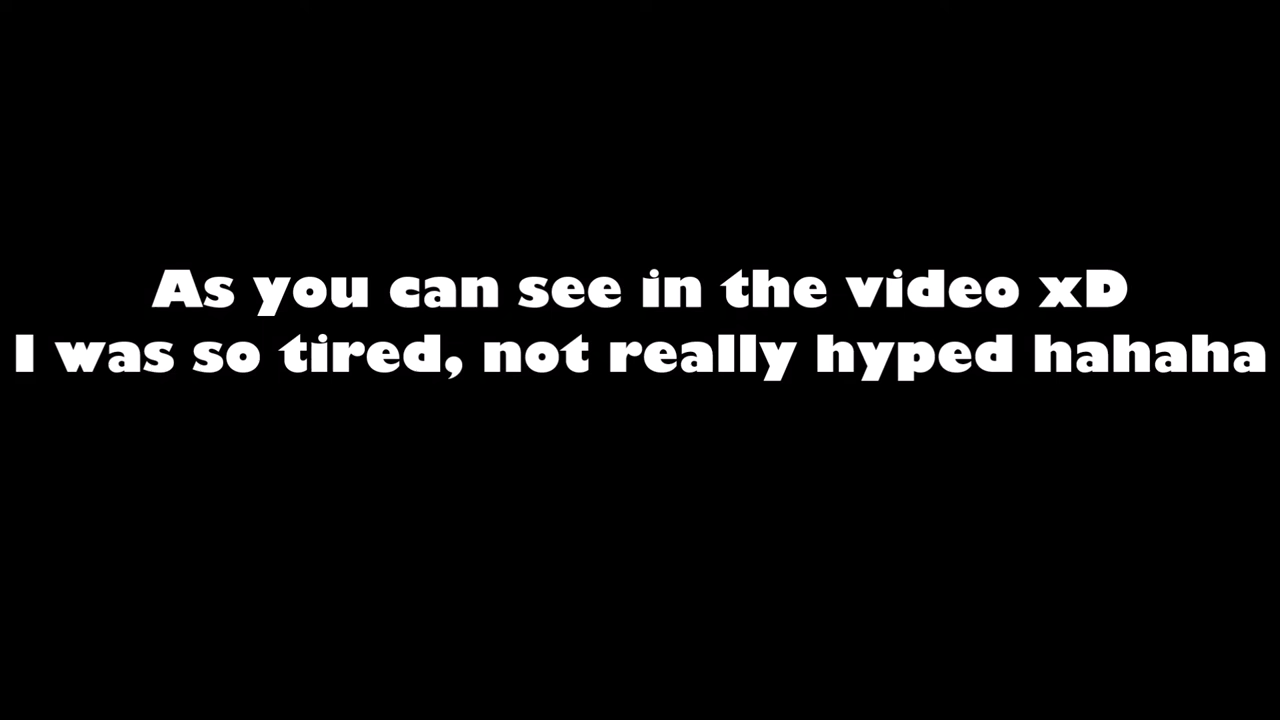 As you can see in the video xD
I was so tired, not really hyped hahaha